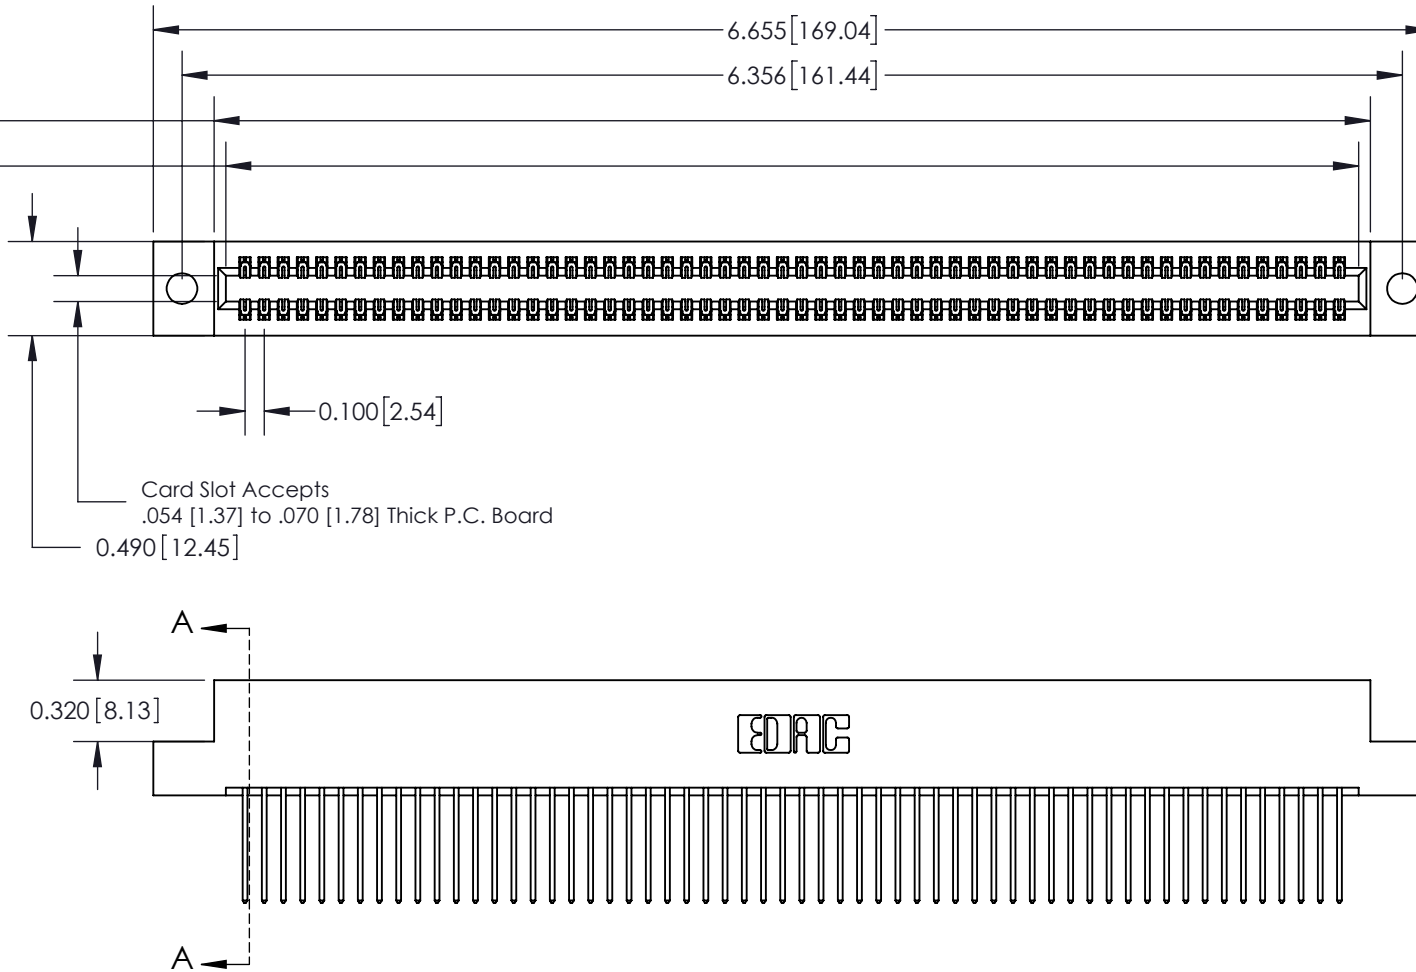 6.655[169.04]
6.356[161.44]
0.100[2.54]
Card Slot Accepts
.054 [1.37] to .070 [1.78] Thick P.C. Board
0.490[12.45]
A
0.320[8.13]
EDAC
A